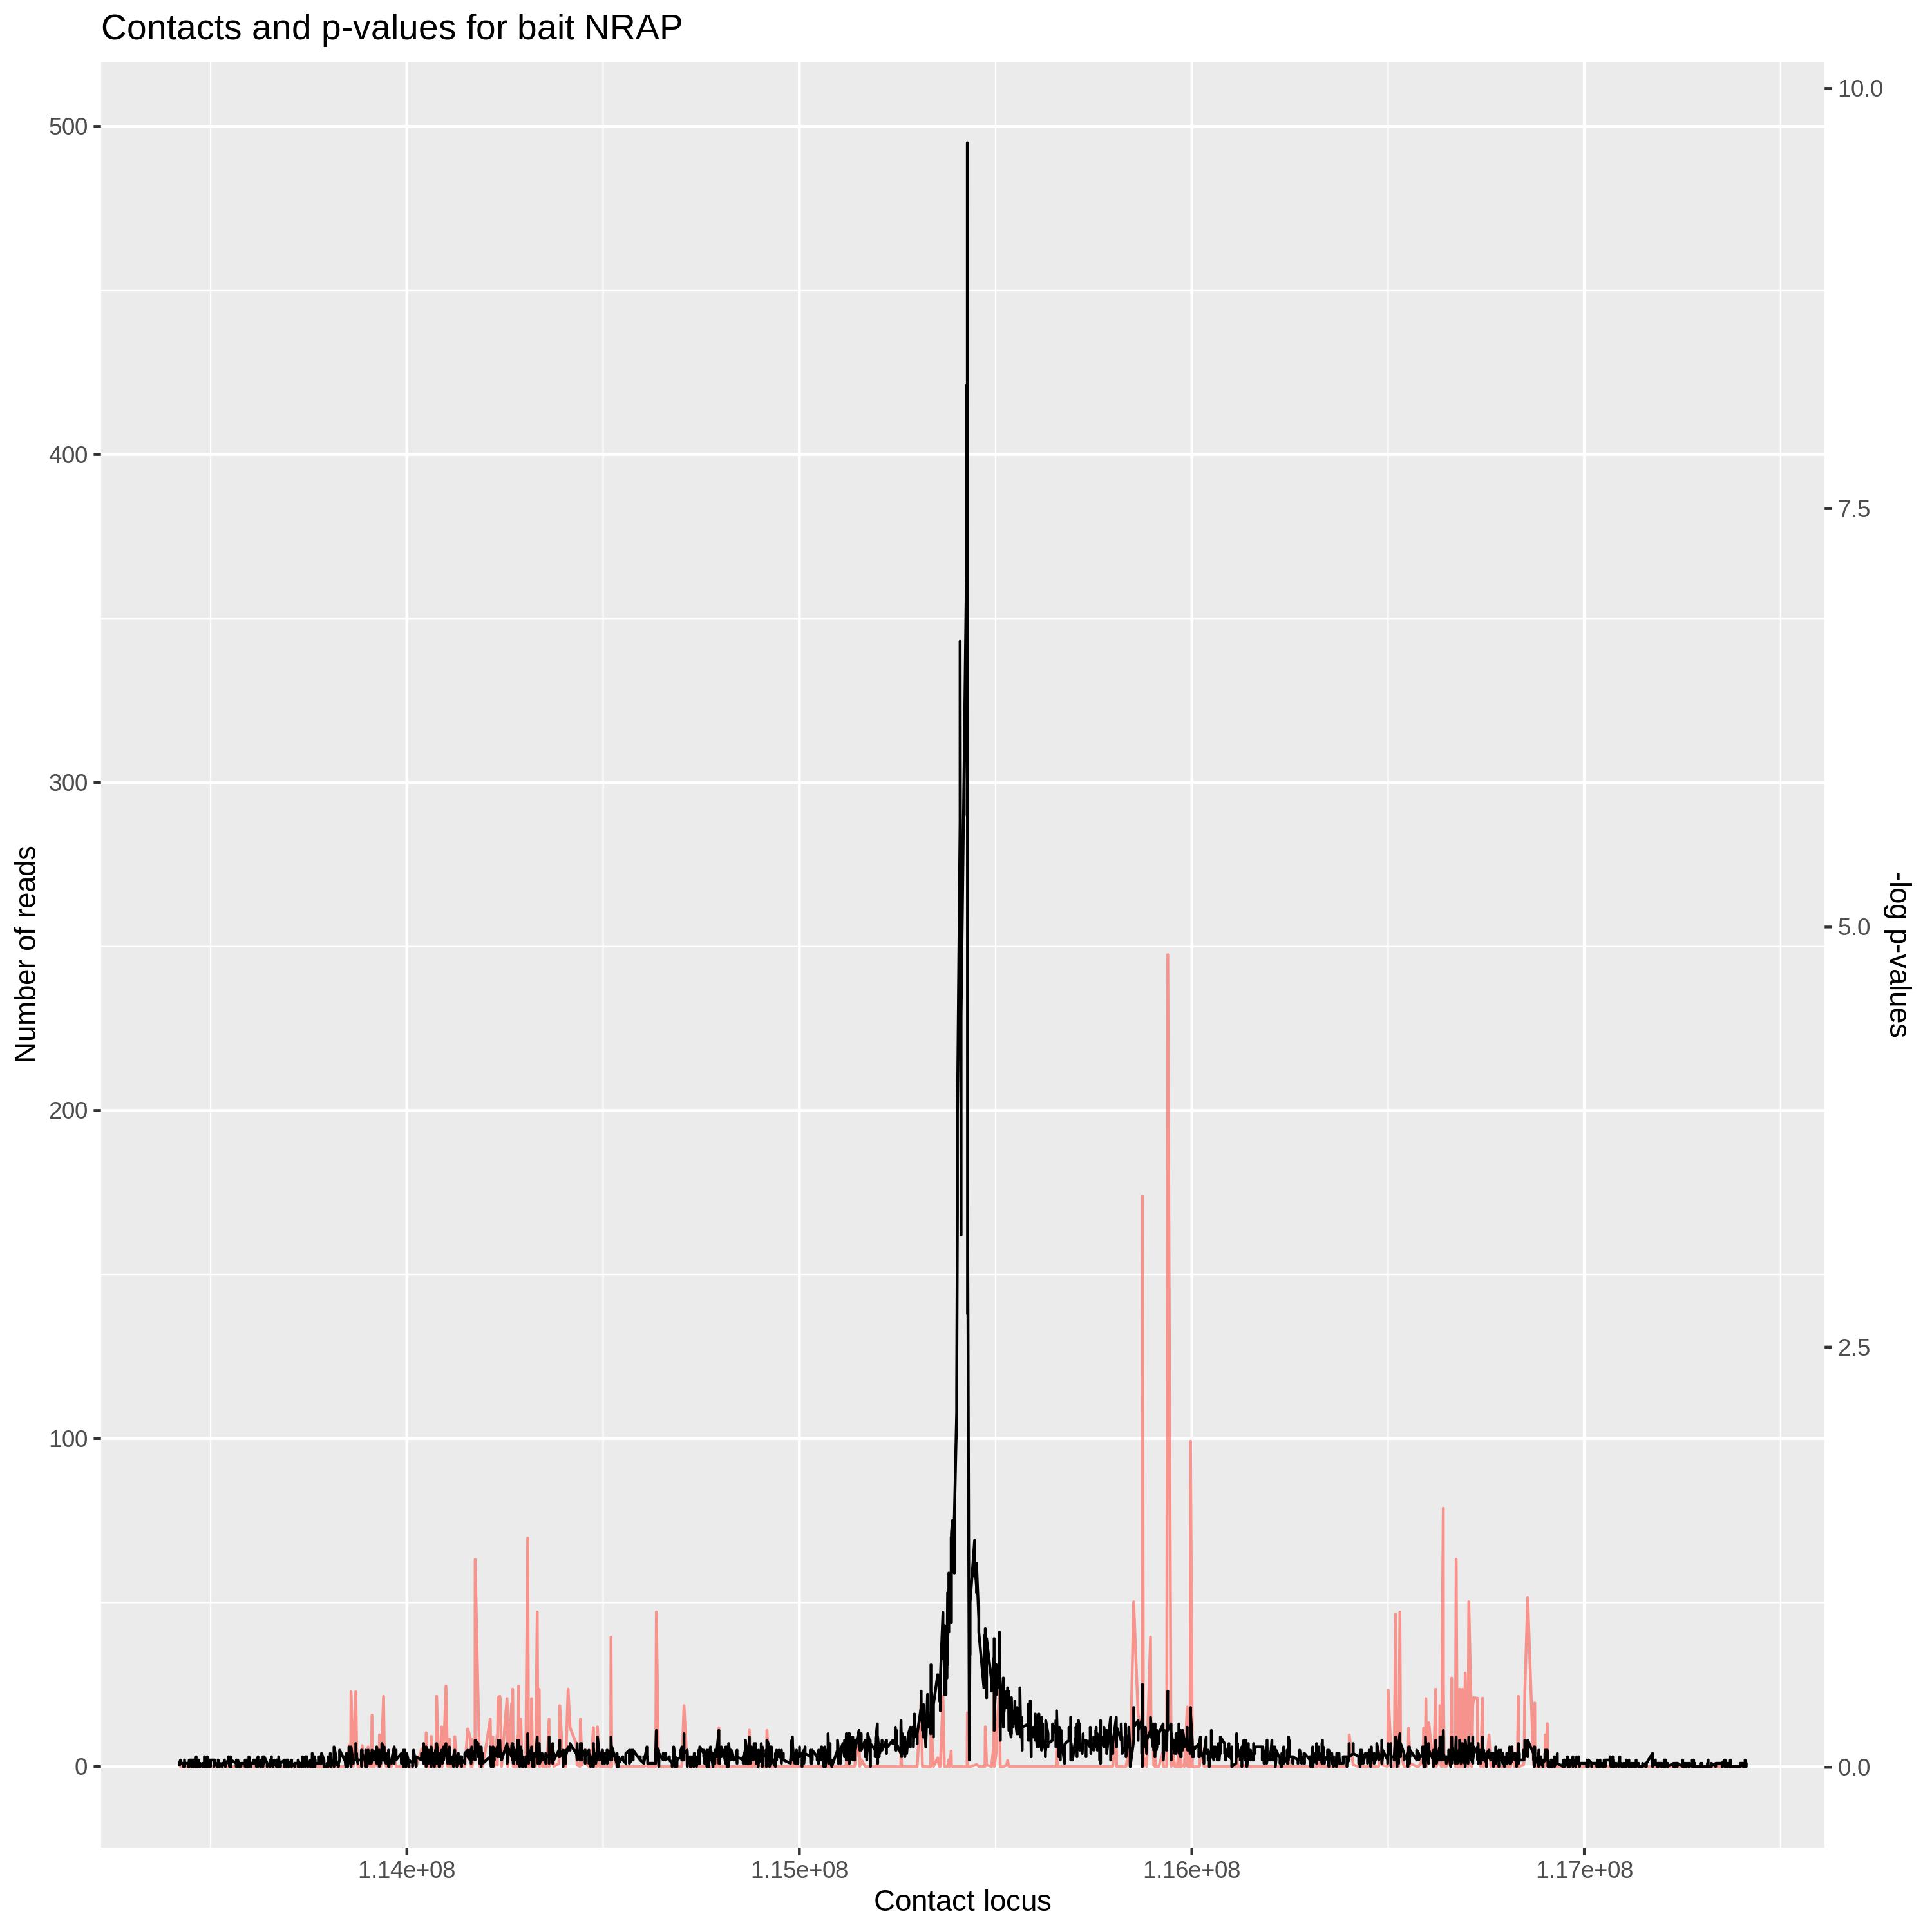 Contacts and p-values for bait NRAP
500
400
300
200
100
0
Number of reads
10.0
7.5
5.0
2.5
0.0
-log p-values
1.14e+08
1.15e+08
1.16e+08
1.17e+08
Contact locus